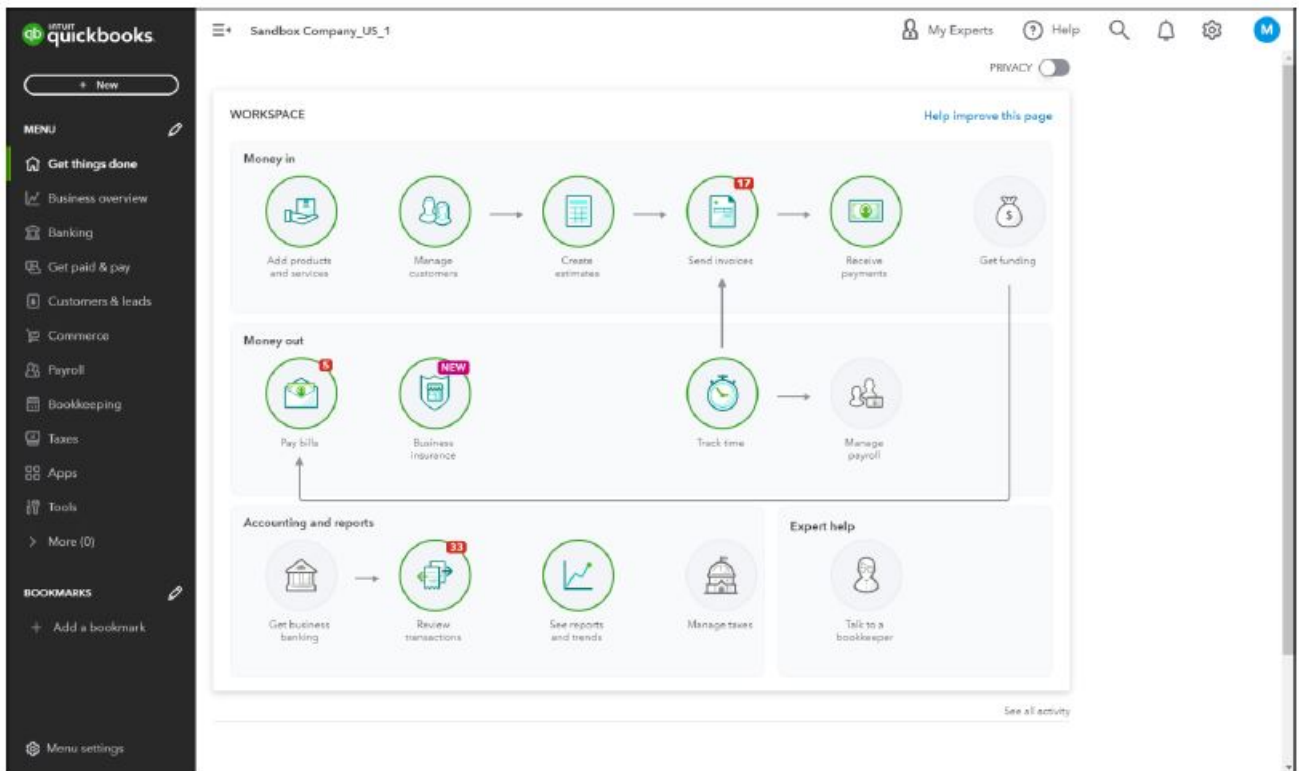 INTUIT
quickbooks.
Sandbox Company_US_1
My Experts
Help
M
+ New
MENU
Get things done
Business overview
Banking
Get paid & pay
Customers & leads
Commerce
Payroll
Bookkeeping
Taxes
Apps
Tools
More (0)
BOOKMARKS
+ Add a bookmark
Menu settings
PRIVACY
WORKSPACE
Help improve this page
Money in
Add products
and services
Manage
customers
Create
estimates
17
Send invoices
Receive
payments
Get funding
Money out
5
Pay bills
NEW
Business
insurance
Track time
Manage
payroll
Accounting and reports
Get business
banking
33
Review
transactions
See reports
and trends
Manage taxes
Expert help
Talk to a
bookkeeper
See all activity